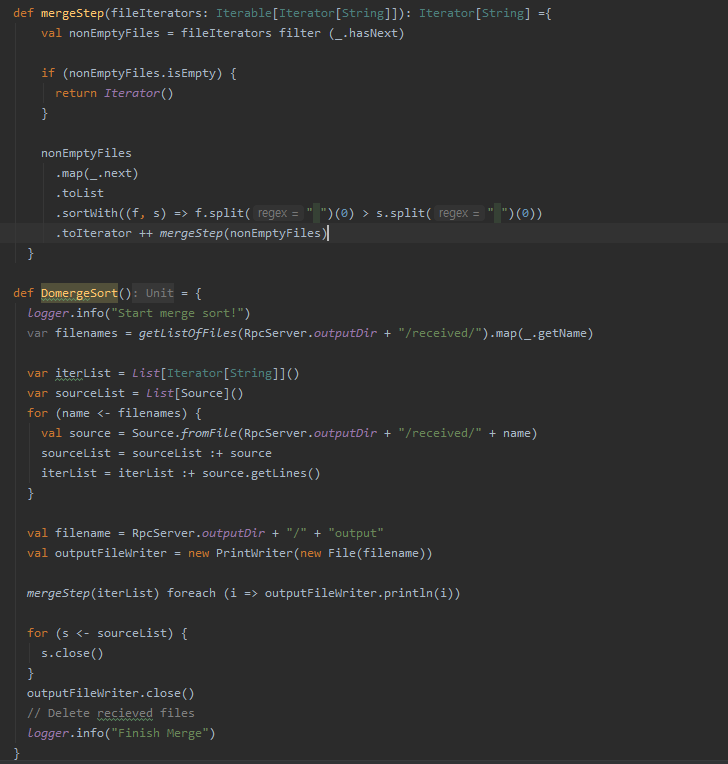 def mergeStep(fileIterators: Iterable[Iterator[String]]): Iterator[String] ={
    val nonEmptyFiles = fileIterators filter (_.hasNext)

    if (nonEmptyFiles.isEmpty) {
      return Iterator()
    }

    nonEmptyFiles
      .map(_.next)
      .toList
      .sortWith((f, s) => f.split( regex = " ")(0) > s.split( regex = " ")(0))
      .toIterator ++ mergeStep(nonEmptyFiles)
  }

def DomergeSort(): Unit = {
  logger.info("Start merge sort!")
  var filenames = getListOfFiles(RpcServer.outputDir + "/received/").map(_.getName)

  var iterList = List[Iterator[String]]()
  var sourceList = List[Source]()
  for (name <- filenames) {
    val source = Source.fromFile(RpcServer.outputDir + "/received/" + name)
    sourceList = sourceList :+ source
    iterList = iterList :+ source.getLines()
  }

  val filename = RpcServer.outputDir + "/" + "output"
  val outputFileWriter = new PrintWriter(new File(filename))

  mergeStep(iterList) foreach (i => outputFileWriter.println(i))

  for (s <- sourceList) {
    s.close()
  }
  outputFileWriter.close()
  // Delete recieved files
  logger.info("Finish Merge")
}